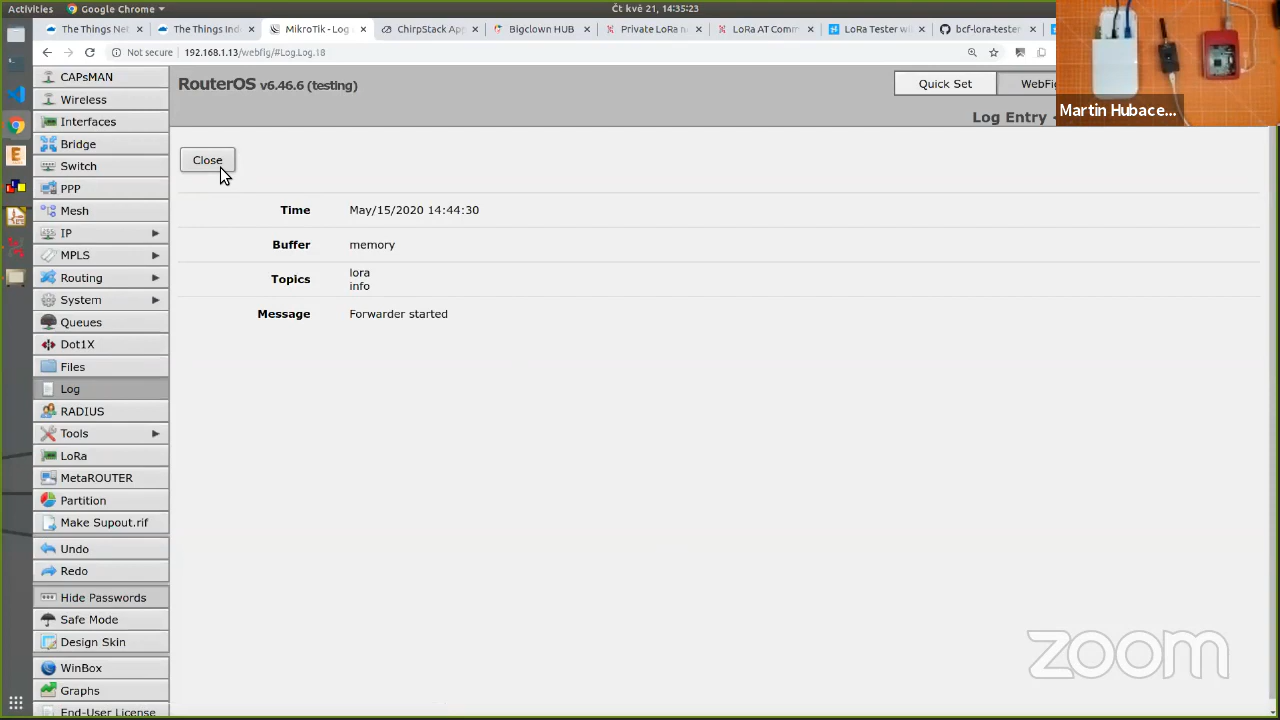 Activities
Google Chrome
Čt kvě 21, 14:35:23
The Things Net
The Things Inde
MikroTik - Log
ChirpStack App
Bigclown HUB
Private LoRa n
LoRa AT Comm
LoRa Tester w
bcf-lora-tester
Not secure
192.168.1.13/webfig/#Log.Log.18
CAPsMAN
Wireless
Interfaces
Bridge
Switch
PPP
Mesh
IP
MPLS
Routing
System
Queues
Dot1X
Files
Log
RADIUS
Tools
LoRa
MetaROUTER
Partition
Make Supout.rif
Undo
Redo
Hide Passwords
Safe Mode
Design Skin
WinBox
Graphs
End-User License
RouterOS v6.46.6 (testing)
Quick Set
WebFig
Log Entry
Close
Time May/15/2020 14:44:30
Buffer memory
Topics lora
info
Message Forwarder started
Martin Hubace...
zoom